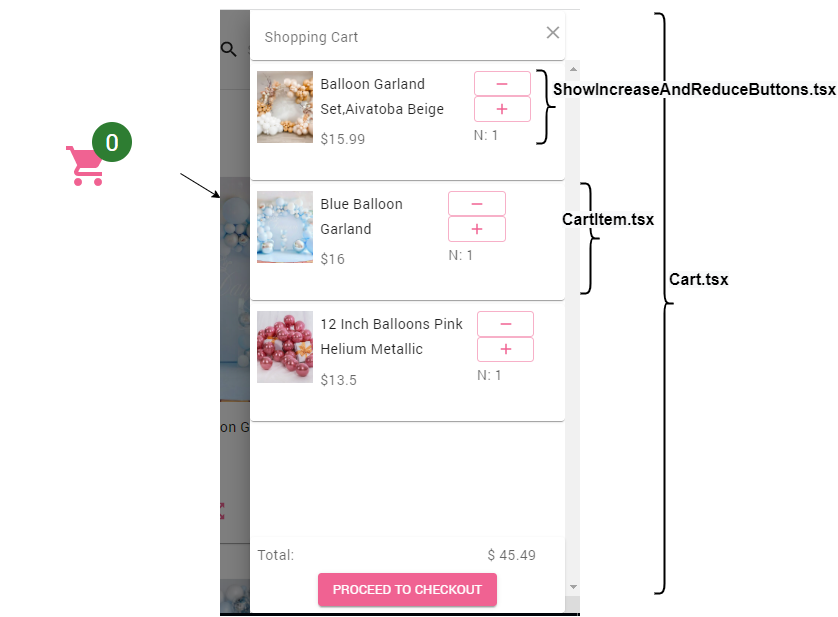 Shopping Cart
ShowIncreaseAndReduceButtons.tsx
Balloon Garland
Set,Aivatoba Beige
$15.99
N: 1
0
Blue Balloon
Garland
$16
N: 1
CartItem.tsx
Cart.tsx
12 Inch Balloons Pink
Helium Metallic
$13.5
N: 1
on G
Total:
$ 45.49
PROCEED TO CHECKOUT